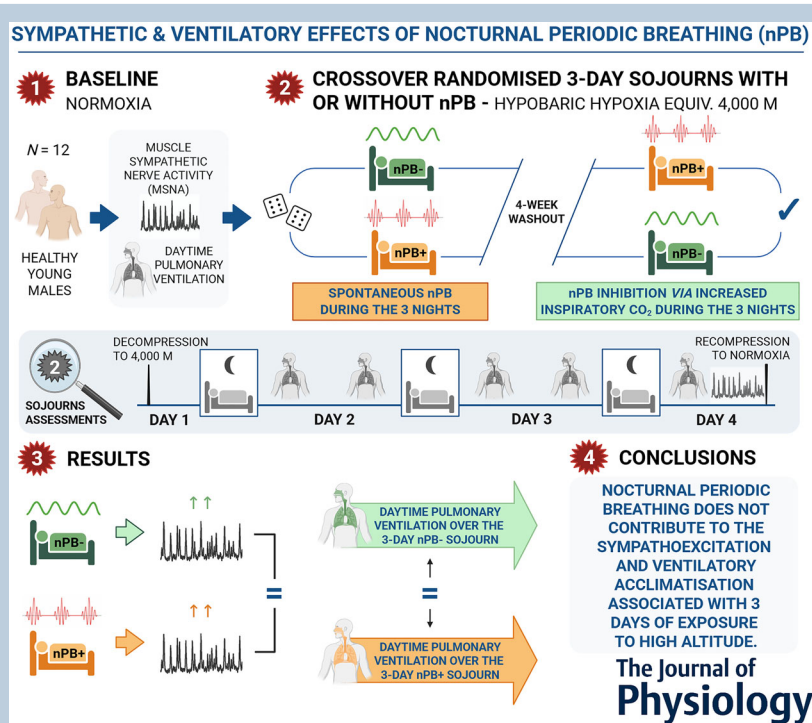 SYMPATHETIC & VENTILATORY EFFECTS OF NOCTURNAL PERIODIC BREATHING (nPB)
1
BASELINE
NORMOXIA
N = 12
HEALTHY
YOUNG
MALES
MUSCLE
SYMPATHETIC
NERVE ACTIVITY
(MSNA)
DAYTIME
PULMONARY
VENTILATION
2
CROSSOVER RANDOMISED 3-DAY SOJOURNS WITH
OR WITHOUT nPB - HYPOBARIC HYPOXIA EQUIV. 4,000 M
nPB-
nPB+
4-WEEK
WASHOUT
nPB+
nPB-
SPONTANEOUS nPB
DURING THE 3 NIGHTS
nPB INHIBITION VIA INCREASED
INSPIRATORY CO₂ DURING THE 3 NIGHTS
2
SOJOURNS
ASSESSMENTS
DECOMPRESSION
TO 4,000 M
RECOMPRESSION
TO NORMOXIA
DAY 1
DAY 2
DAY 3
DAY 4
3
RESULTS
nPB-
↑ ↑
nPB+
↑ ↑
=
DAYTIME PULMONARY
VENTILATION OVER THE
3-DAY nPB- SOJOURN
=
DAYTIME PULMONARY
VENTILATION OVER THE
3-DAY nPB+ SOJOURN
4
CONCLUSIONS
NOCTURNAL PERIODIC
BREATHING DOES NOT
CONTRIBUTE TO THE
SYMPATHOEXCITATION
AND VENTILATORY
ACCLIMATISATION
ASSOCIATED WITH 3
DAYS OF EXPOSURE
TO HIGH ALTITUDE.
The Journal of
Physiology